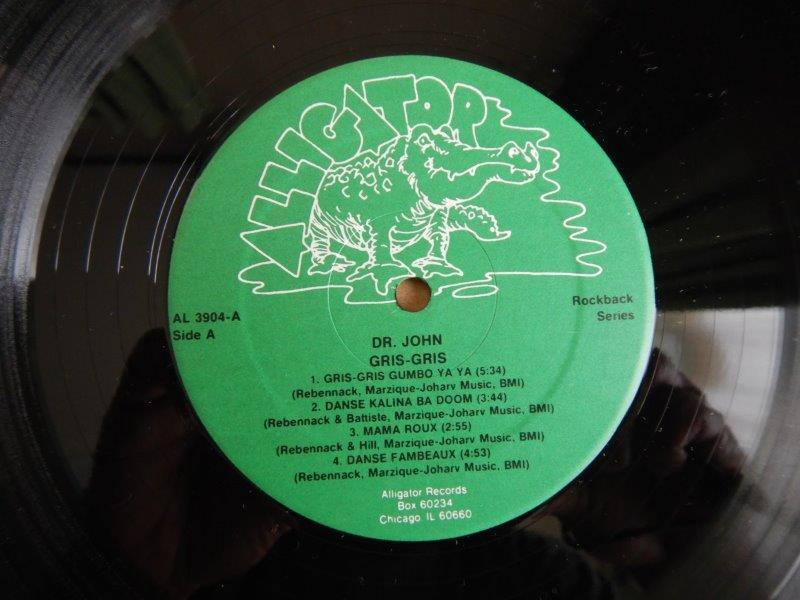 ALLIGATOR
AL 3904-A
Side A
Rockback
Series
DR. JOHN
GRIS-GRIS
1. GRIS-GRIS GUMBO YA YA (5:34)
(Rebennack, Marzique-Joharv Music, BMI)
2. DANSE KALINA BA DOOM (3:44)
(Rebennack & Battiste, Marzique-Joharv Music, BMI)
3. MAMA ROUX (2:55)
(Rebennack & Hill, Marzique-Joharv Music, BMI)
4. DANSE FAMBEAUX (4:53)
(Rebennack, Marzique-Joharv Music, BMI)
Alligator Records
Box 60234
Chicago IL 60660